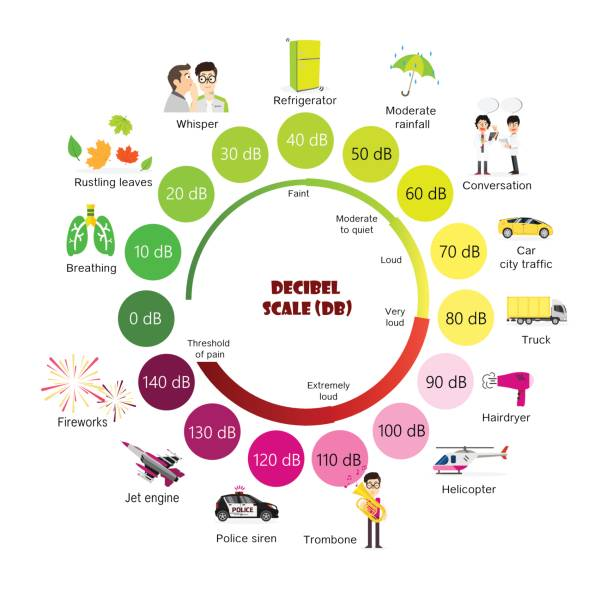 DECIBEL
SCALE (DB)
0 dB
10 dB
Breathing
20 dB
Rustling leaves
30 dB
Whisper
40 dB
Refrigerator
50 dB
Moderate
rainfall
60 dB
Conversation
70 dB
Car
city traffic
80 dB
Truck
90 dB
Hairdryer
100 dB
Helicopter
110 dB
Trombone
120 dB
Police siren
POLICE
130 dB
Jet engine
140 dB
Fireworks
Faint
Moderate
to quiet
Loud
Very
loud
Extremely
loud
Threshold
of pain